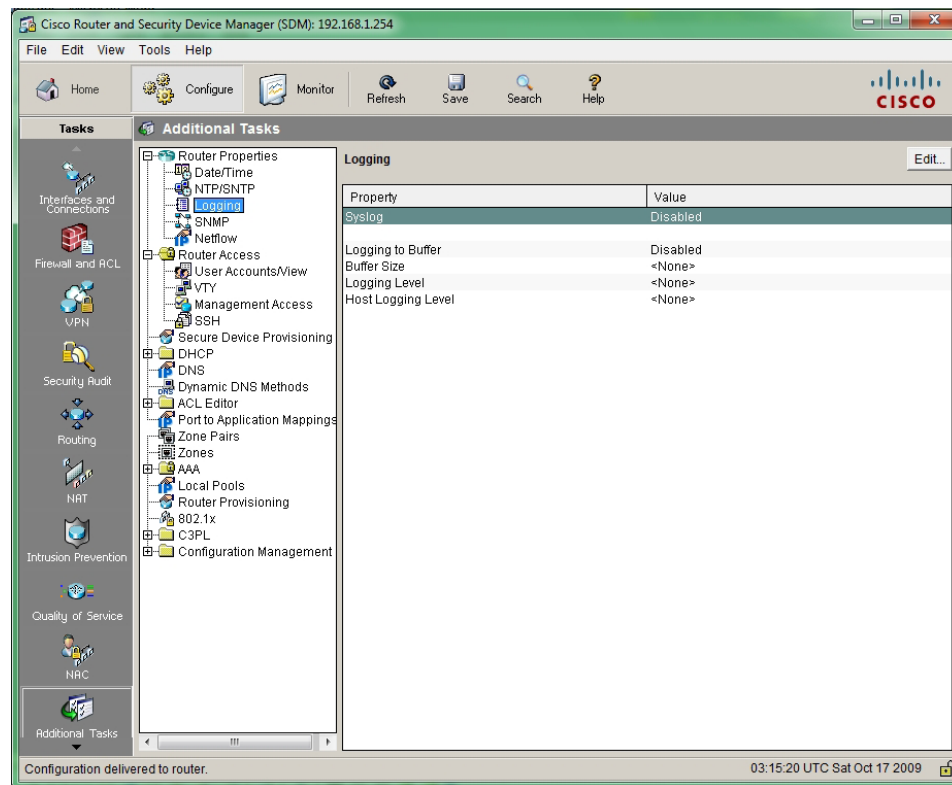 Cisco Router and Security Device Manager (SDM): 192.168.1.254
File Edit View Tools Help
Home Configure Monitor Refresh Save Search Help
CISCO
Tasks
Interfaces and
Connections
Firewall and ACL
VPN
Security Audit
Routing
NAT
Intrusion Prevention
Quality of Service
NAC
Additional Tasks
Additional Tasks
Router Properties
Date/Time
NTP/SNTP
Logging
SNMP
Netflow
Router Access
User Accounts/View
VTY
Management Access
SSH
Secure Device Provisioning
DHCP
DNS
Dynamic DNS Methods
ACL Editor
Port to Application Mappings
Zone Pairs
Zones
AAA
Local Pools
Router Provisioning
802.1x
C3PL
Configuration Management
Logging Edit...
Property Value
Syslog Disabled
Logging to Buffer Disabled
Buffer Size <None>
Logging Level <None>
Host Logging Level <None>
Configuration delivered to router. 03:15:20 UTC Sat Oct 17 2009